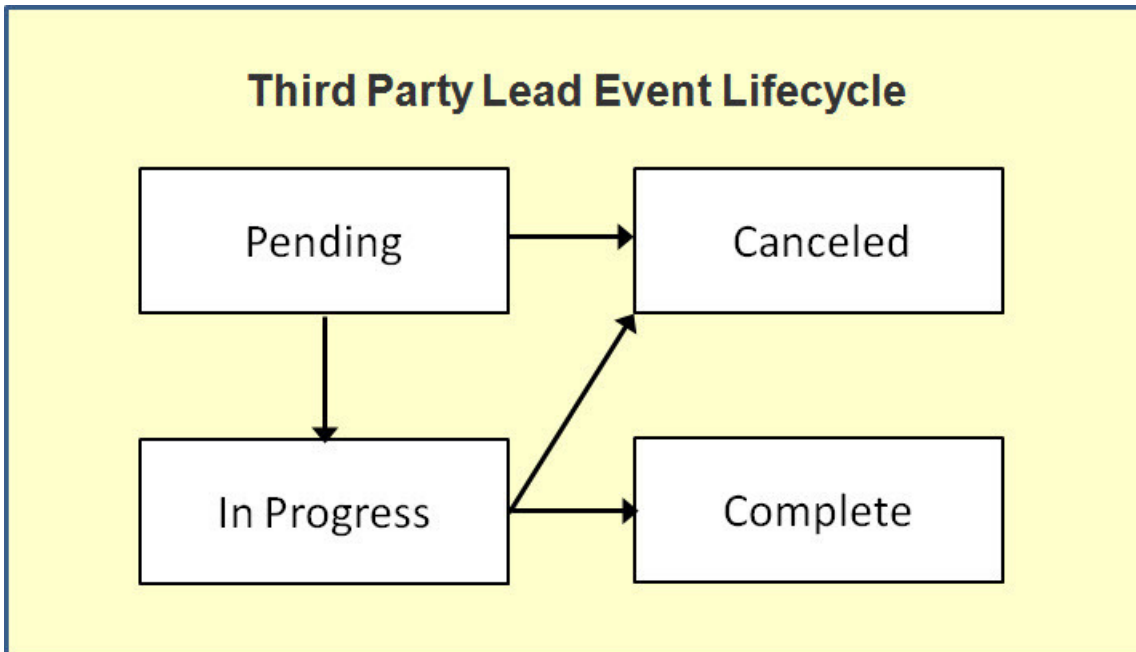 Third Party Lead Event Lifecycle
Pending
Canceled
In Progress
Complete